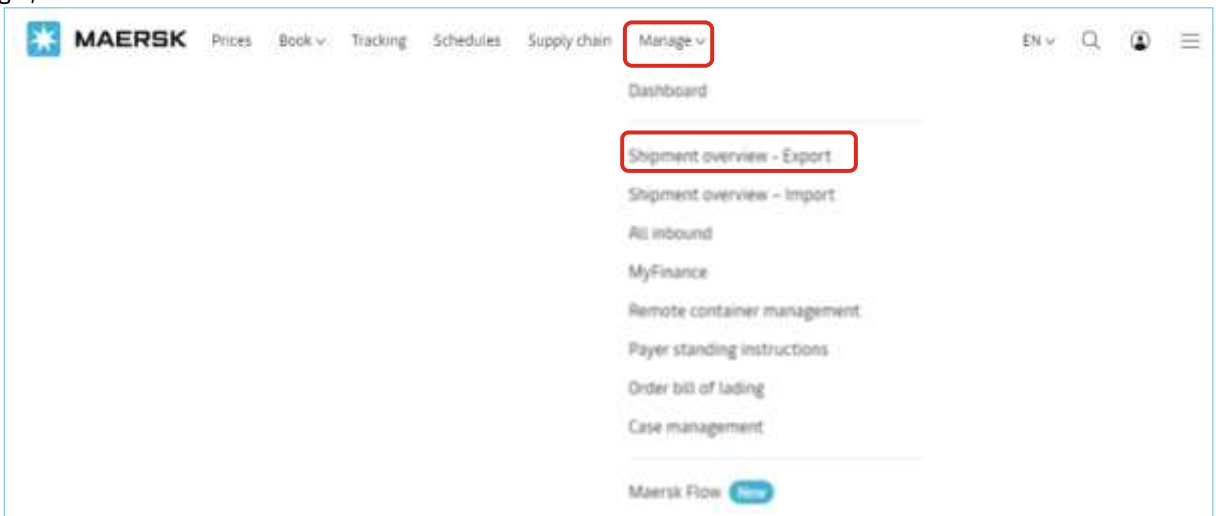 MAERSK Prices Book Tracking Schedules Supply chain Manage EN
Dashboard
Shipment overview - Export
Shipment overview – Import
All inbound
MyFinance
Remote container management
Payer standing instructions
Order bill of lading
Case management
Maersk Flow New